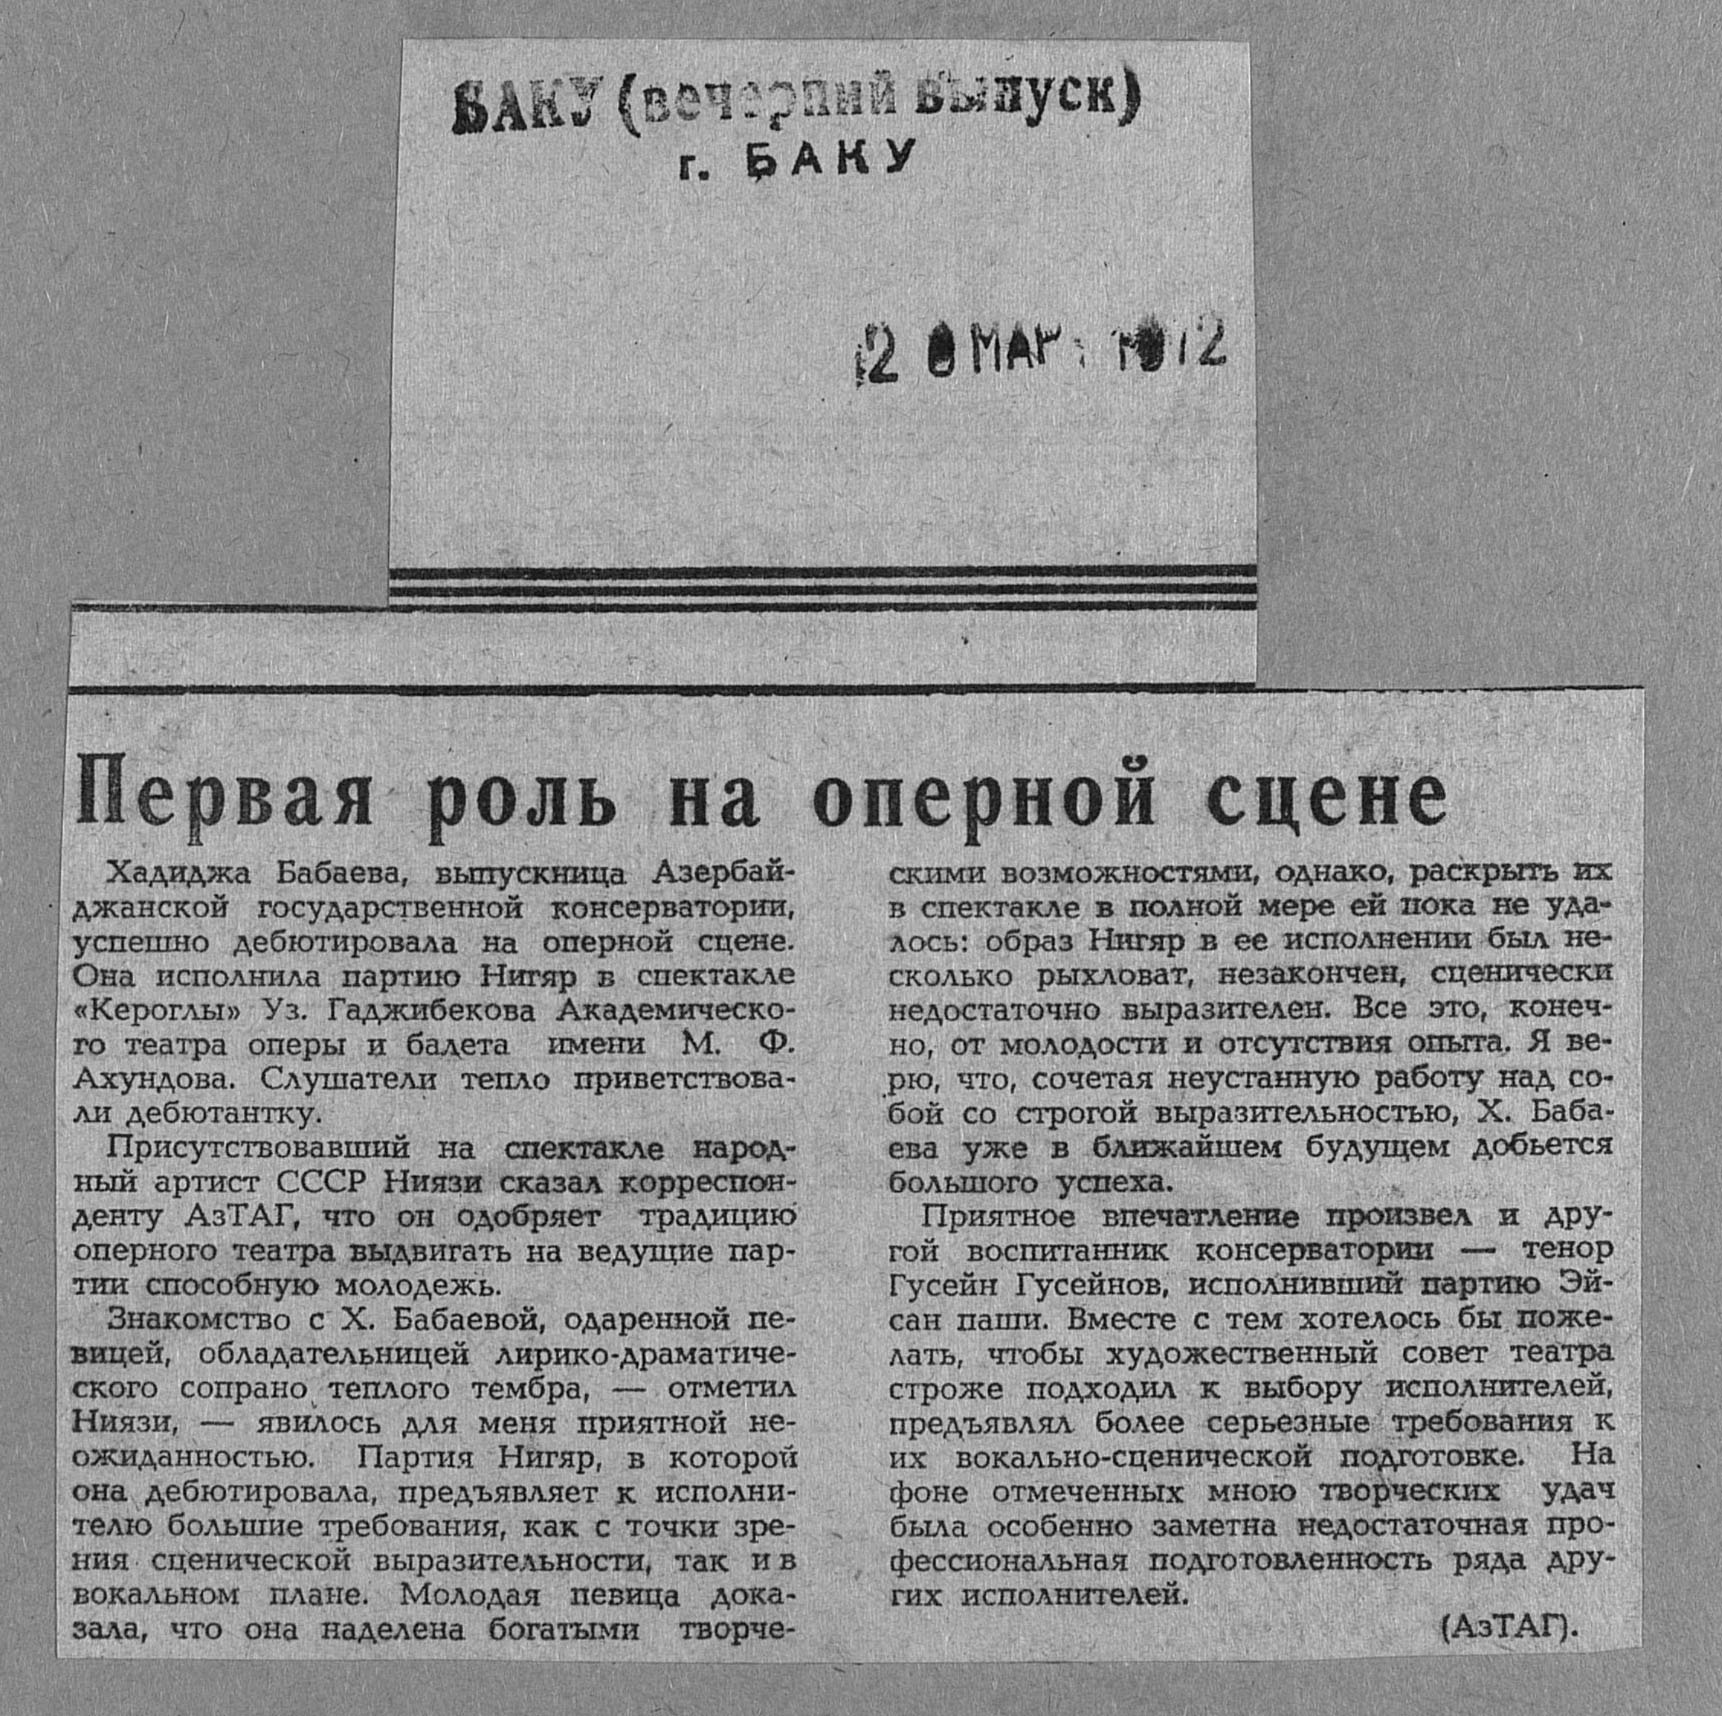 БАКУ (вечерний выпуск)
г. БАКУ
МАР 1972
Первая роль на оперной сцене
Хадиджа Бабаева, выпускница Азербай-
джанской государственной консерватории,
успешно дебютировала на оперной сцене.
Она исполнила партию Нигяр в спектакле
«Кероглы» Уз. Гаджибекова Академическо-
го театра оперы и балета имени М. Ф.
Ахундова. Слушатели тепло приветствова-
ли дебютантку.
Присутствовавший на спектакле народ-
ный артист СССР Ниязи сказал корреспон-
денту АзТАГ, что он одобряет традицию
оперного театра выдвигать на ведущие пар-
тии способную молодежь.
Знакомство с Х. Бабаевой, одаренной пе-
вицей, обладательницей лирико-драматиче-
ского сопрано теплого тембра, — отметил
Ниязи, — явилось для меня приятной не-
ожиданностью. Партия Нигяр, в которой
она дебютировала, предъявляет к исполни-
телю большие требования, как с точки зре-
ния сценической выразительности, так и в
вокальном плане. Молодая певица дока-
зала, что она наделена богатыми творче-
скими возможностями, однако, раскрыть их
в спектакле в полной мере ей пока не уда-
лось: образ Нигяр в ее исполнении был не-
сколько рыхловат, незакончен, сценически
недостаточно выразителен. Все это, конеч-
но, от молодости и отсутствия опыта. Я ве-
рю, что, сочетая неустанную работу над со-
бой со строгой выразительностью, Х. Баба-
ева уже в ближайшем будущем добьется
большого успеха.
Приятное впечатление произвел и дру-
гой воспитанник консерватории — тенор
Гусейн Гусейнов, исполнивший партию Эй-
сан паши. Вместе с тем хотелось бы поже-
лать, чтобы художественный совет театра
строже подходил к выбору исполнителей,
предъявлял более серьезные требования к
их вокально-сценической подготовке. На
фоне отмеченных мною творческих удач
была особенно заметна недостаточная про-
фессиональная подготовленность ряда дру-
гих исполнителей.
(АзТАГ).